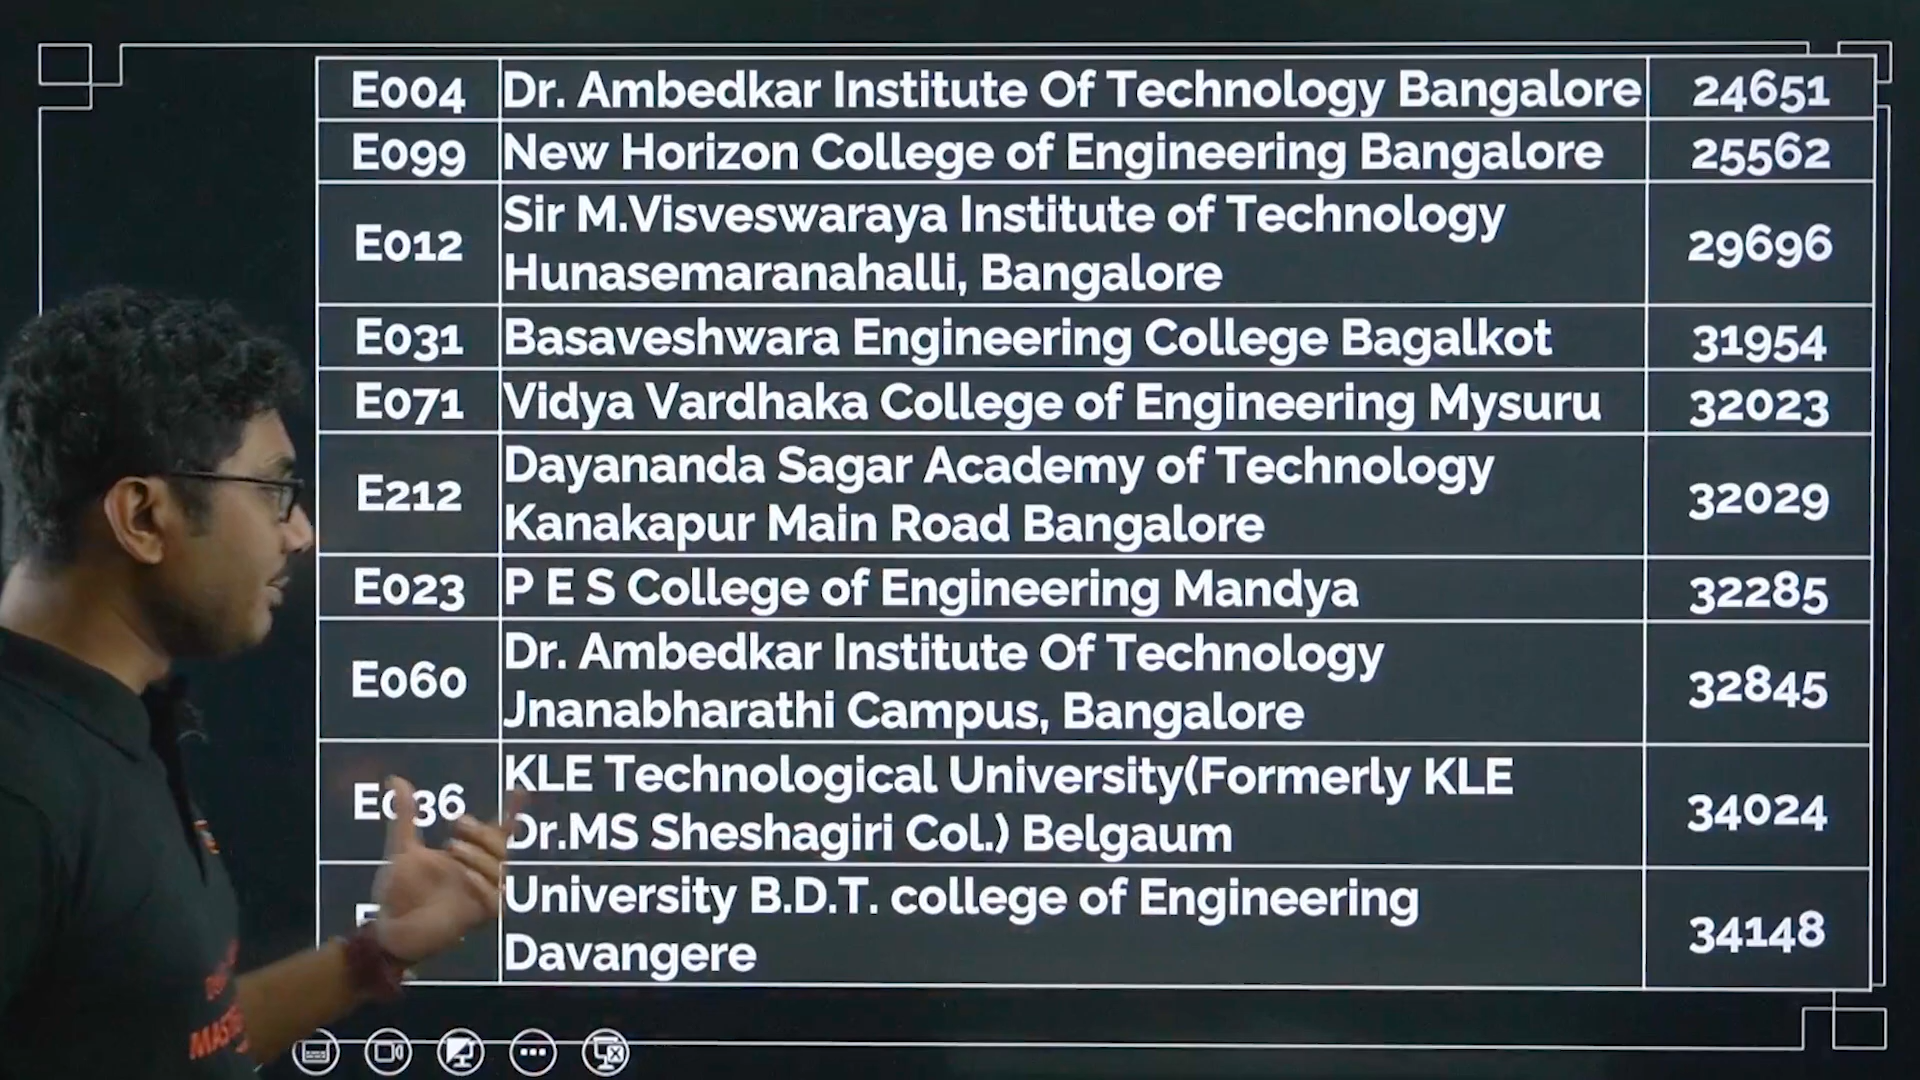 E004 Dr. Ambedkar Institute Of Technology Bangalore 24651
E099 New Horizon College of Engineering Bangalore 25562
E012 Sir M.Visveswaraya Institute of Technology
Hunasemaranahalli, Bangalore 29696
E031 Basaveshwara Engineering College Bagalkot 31954
E071 Vidya Vardhaka College of Engineering Mysuru 32023
E212 Dayananda Sagar Academy of Technology
Kanakapur Main Road Bangalore 32029
E023 P E S College of Engineering Mandya 32285
E060 Dr. Ambedkar Institute Of Technology
Jnanabharathi Campus, Bangalore 32845
E036 KLE Technological University(Formerly KLE
Dr.MS Sheshagiri Col.) Belgaum 34024
University B.D.T. college of Engineering
Davangere 34148